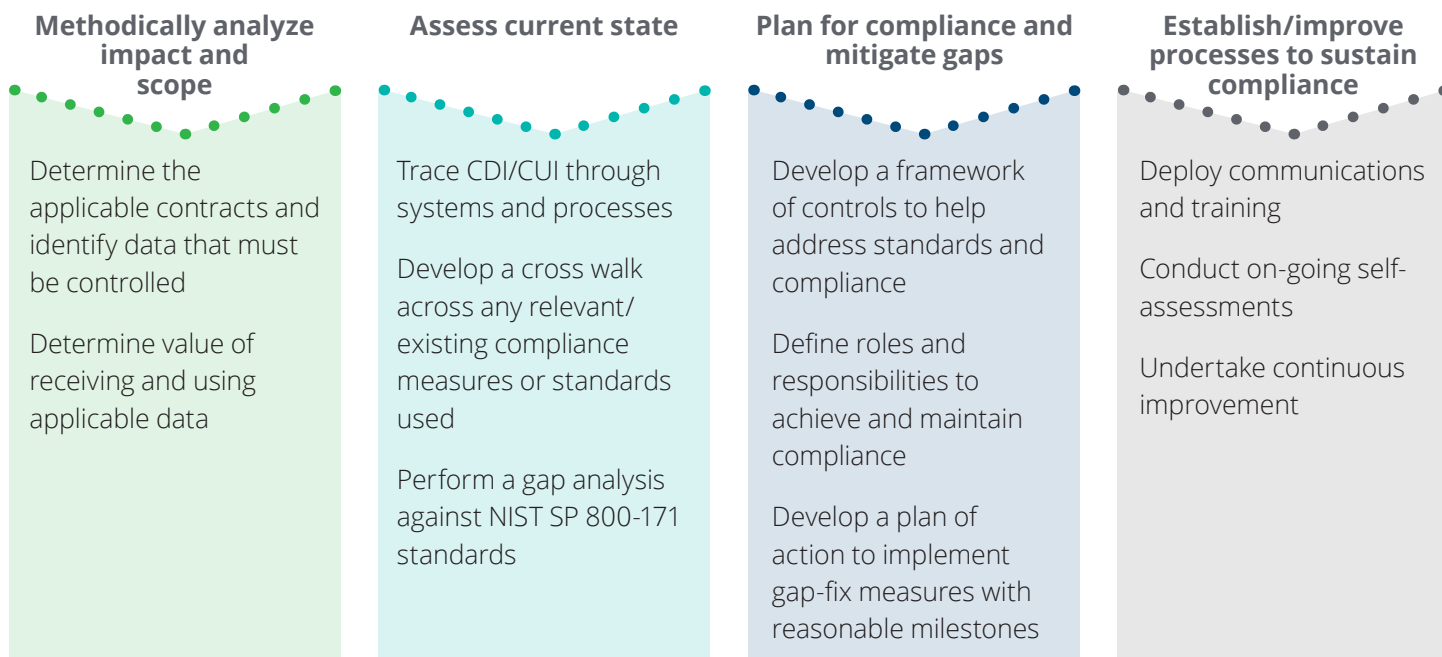 Methodically analyze
impact and
scope
Determine the
applicable contracts and
identify data that must
be controlled
Determine value of
receiving and using
applicable data
Assess current state
Trace CDI/CUI through
systems and processes
Develop a cross walk
across any relevant/
existing compliance
measures or standards
used
Perform a gap analysis
against NIST SP 800-171
standards
Plan for compliance and
mitigate gaps
Develop a framework
of controls to help
address standards and
compliance
Define roles and
responsibilities to
achieve and maintain
compliance
Develop a plan of
action to implement
gap-fix measures with
reasonable milestones
Establish/improve
processes to sustain
compliance
Deploy communications
and training
Conduct on-going self-
assessments
Undertake continuous
improvement